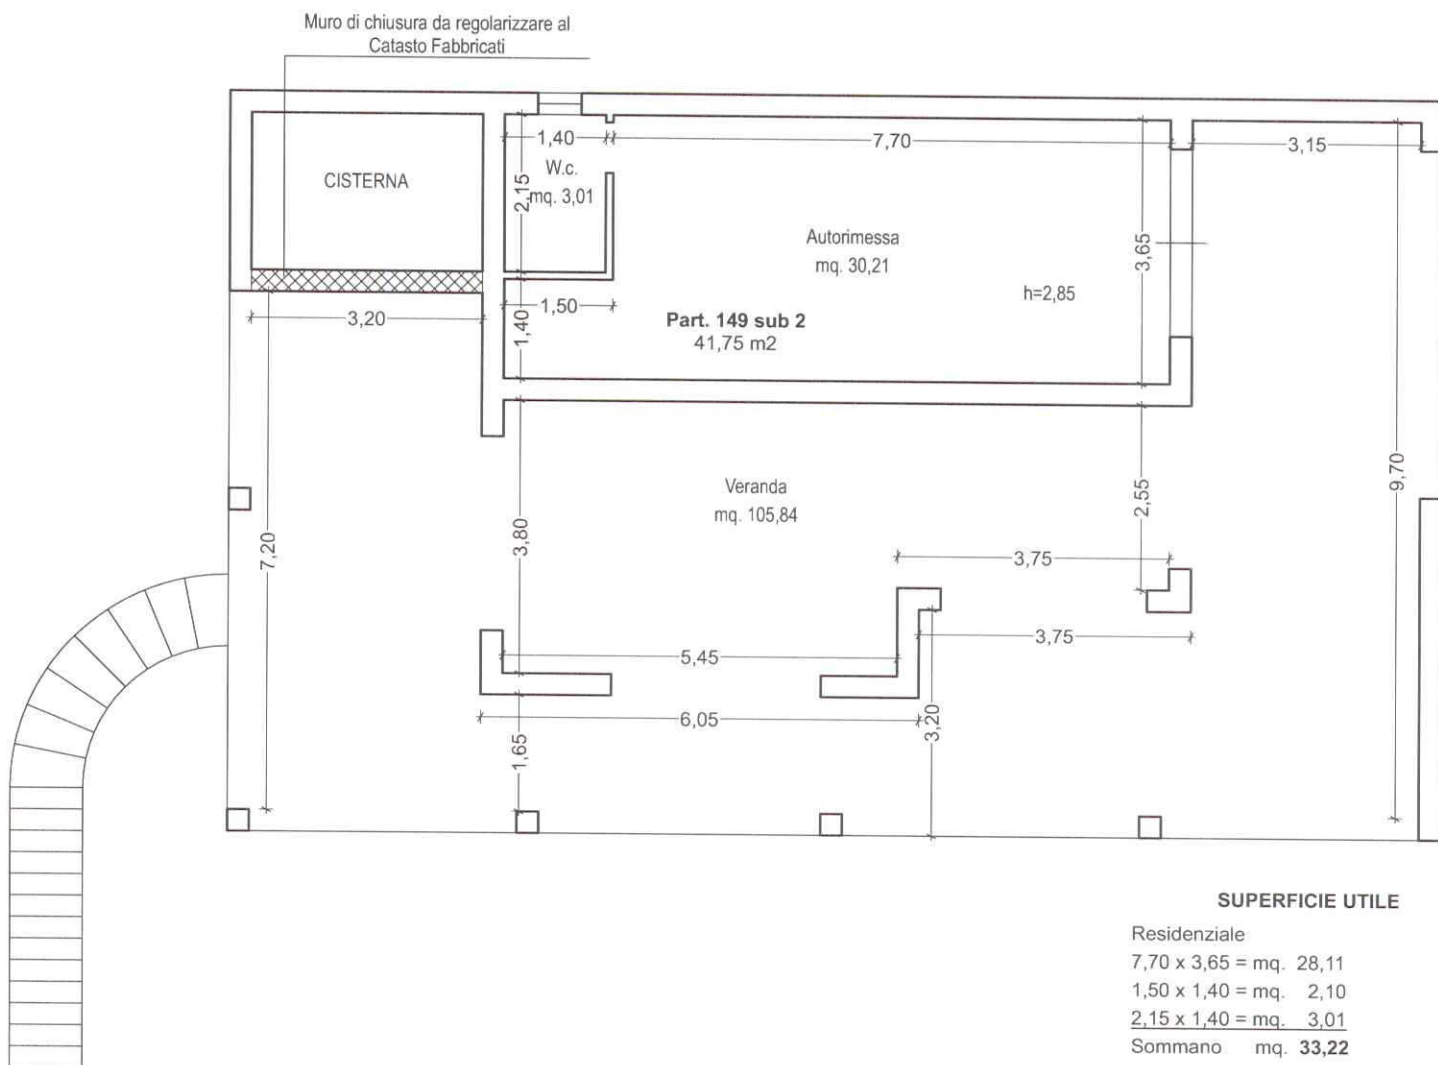 Muro di chiusura da regolarizzare al
Catasto Fabbricati
1,40
7,70
3,15
W.c.
mq. 3,01
2,15
CISTERNA
Autorimessa
mq. 30,21
3,65
h=2,85
1,50
3,20
1,40
Part. 149 sub 2
41,75 m2
Veranda
mq. 105,84
2,55
9,70
3,80
7,20
3,75
3,75
5,45
6,05
3,20
1,65
SUPERFICIE UTILE
Residenziale
7,70 x 3,65 = mq. 28,11
1,50 x 1,40 = mq. 2,10
2,15 x 1,40 = mq. 3,01
Sommano mq. 33,22